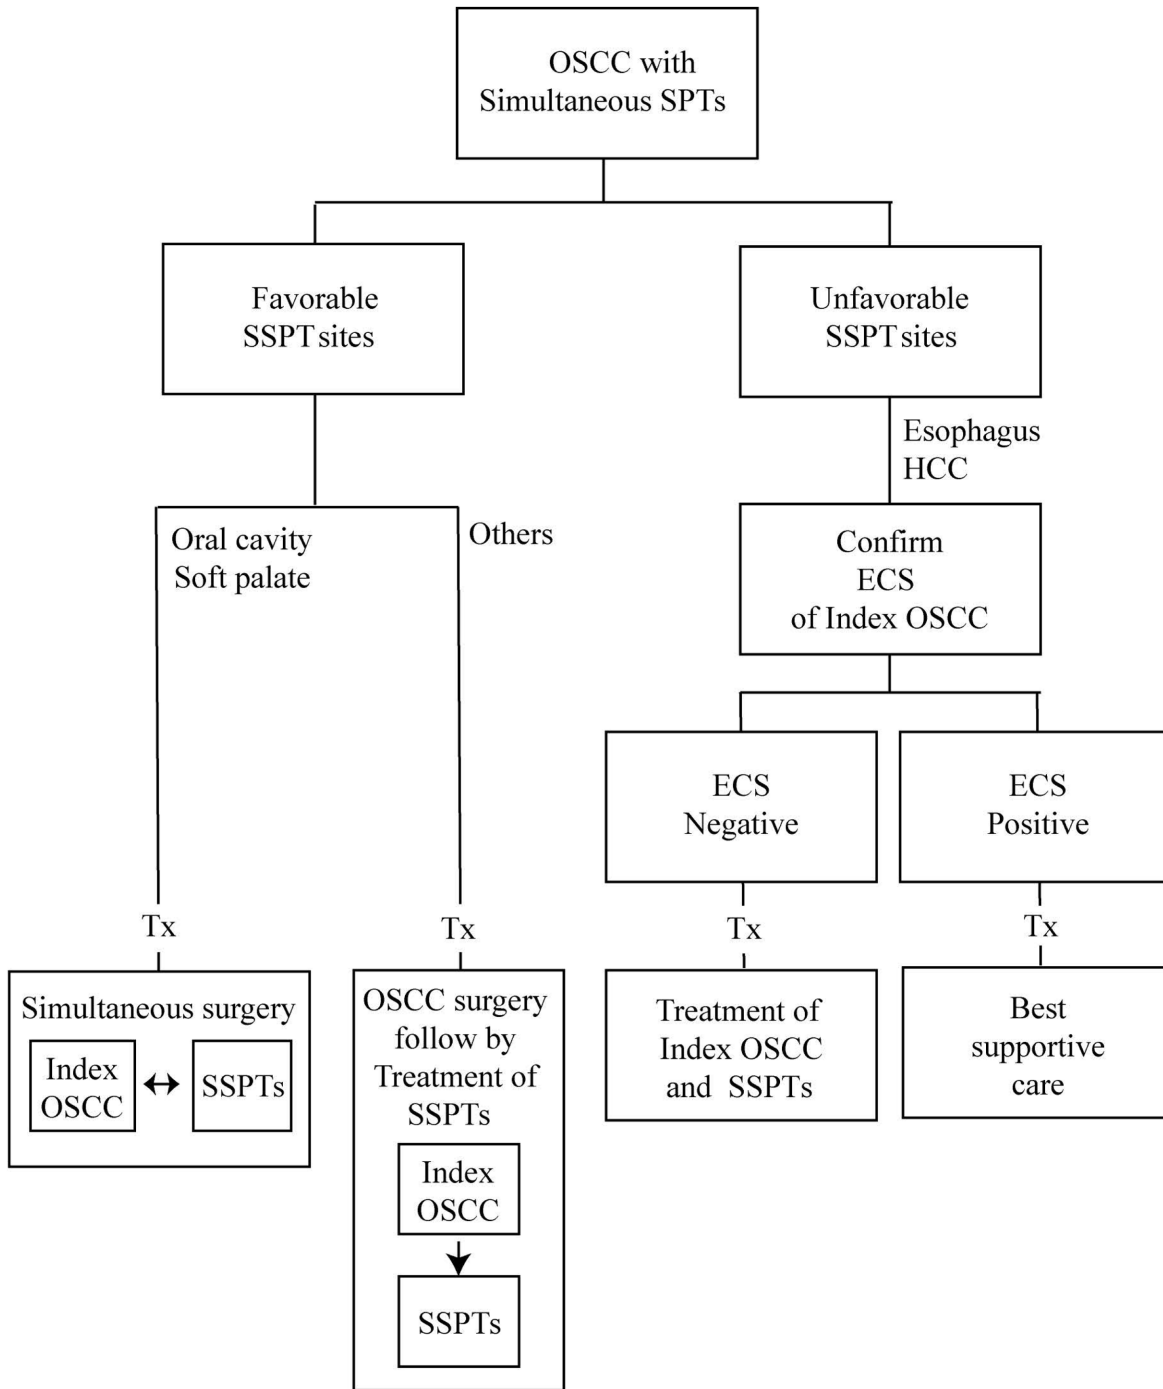 OSCC with
Simultaneous SPTs
Favorable
SSPT sites
Unfavorable
SSPT sites
Esophagus
HCC
Oral cavity
Soft palate
Others
Confirm
ECS
of Index OSCC
ECS
Negative
ECS
Positive
Tx
Tx
Tx
Tx
Simultaneous surgery
Index
OSCC
SSPTs
OSCC surgery
follow by
Treatment of
SSPTs
Index
OSCC
SSPTs
Treatment of
Index OSCC
and SSPTs
Best
supportive
care